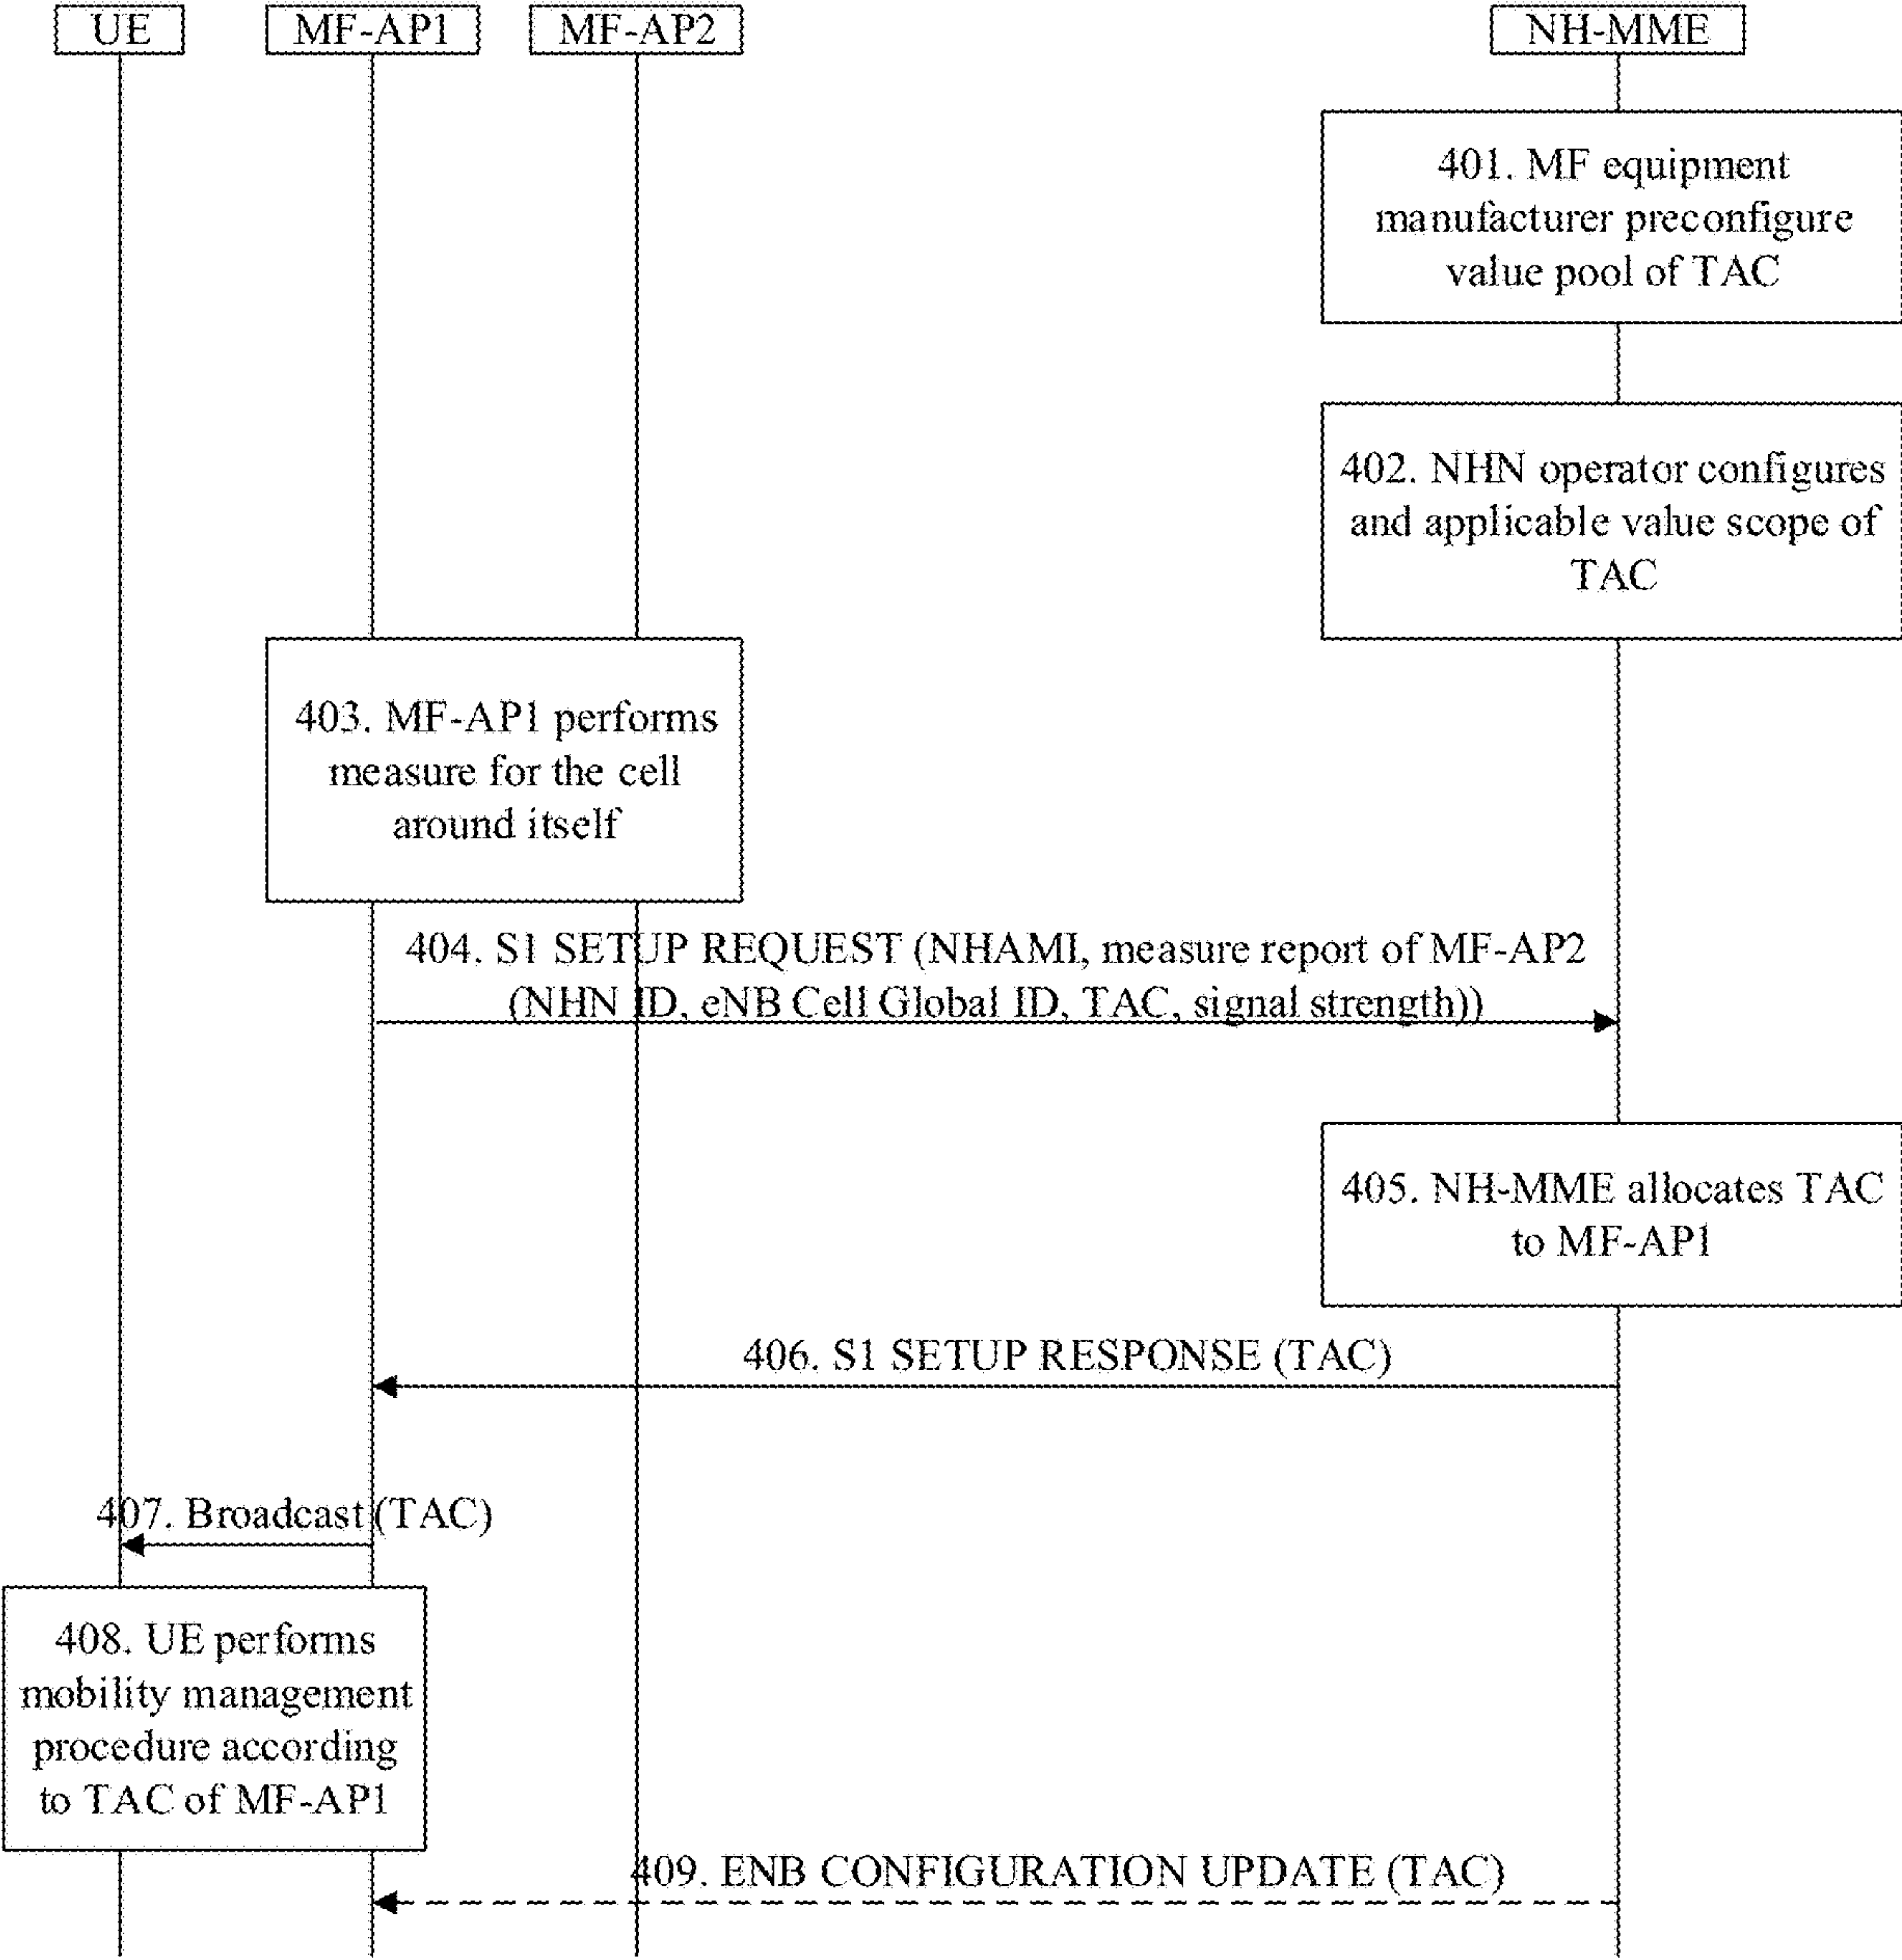 UE
MF-AP1
MF-AP2
NH-MME
401. MF equipment
manufacturer preconfigure
value pool of TAC
402. NHN operator configures
and applicable value scope of
TAC
403. MF-AP1 performs
measure for the cell
around itself
404. S1 SETUP REQUEST (NHAMI, measure report of MF-AP2
(NHN ID, eNB Cell Global ID, TAC, signal strength))
405. NH-MME allocates TAC
to MF-AP1
406. S1 SETUP RESPONSE (TAC)
407. Broadcast (TAC)
408. UE performs
mobility management
procedure according
to TAC of MF-AP1
409. ENB CONFIGURATION UPDATE (TAC)